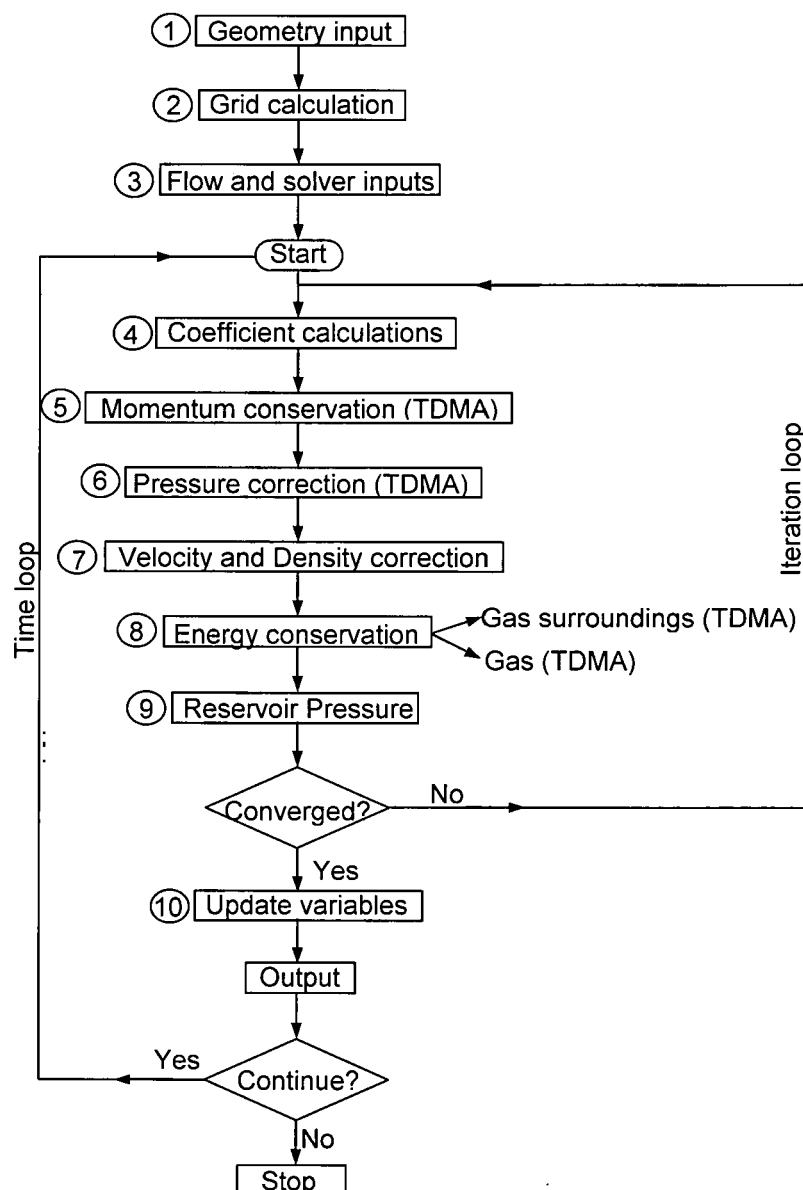 1 Geometry input
2 Grid calculation
3 Flow and solver inputs
Start
4 Coefficient calculations
5 Momentum conservation (TDMA)
6 Pressure correction (TDMA)
7 Velocity and Density correction
8 Energy conservation
Gas surroundings (TDMA)
Gas (TDMA)
9 Reservoir Pressure
Converged?
No
Yes
10 Update variables
Output
Continue?
Yes
No
Stop
Time loop
Iteration loop